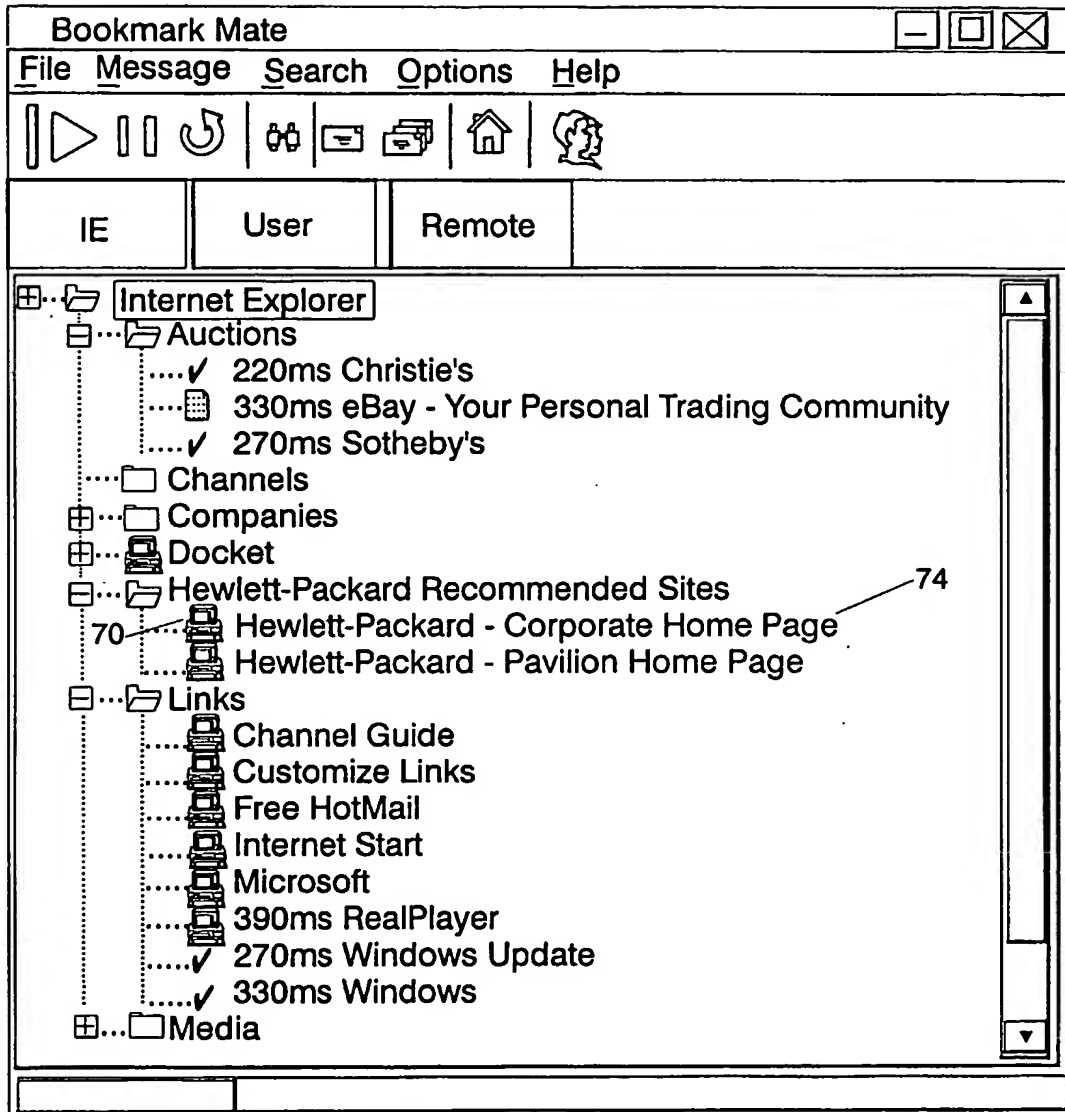 Bookmark Mate
File Message Search Options Help
IE User Remote
Internet Explorer
Auctions
220ms Christie's
330ms eBay - Your Personal Trading Community
270ms Sotheby's
Channels
Companies
Docket
Hewlett-Packard Recommended Sites
74
70
Hewlett-Packard - Corporate Home Page
Hewlett-Packard - Pavilion Home Page
Links
Channel Guide
Customize Links
Free HotMail
Internet Start
Microsoft
390ms RealPlayer
270ms Windows Update
330ms Windows
Media